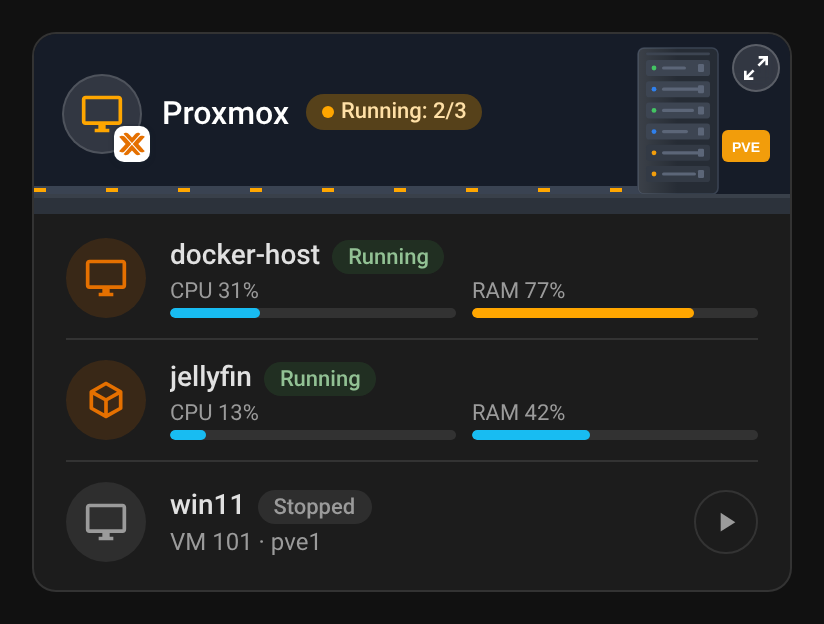 Proxmox
Running: 2/3
PVE
docker-host
Running
CPU 31%
RAM 77%
jellyfin
Running
CPU 13%
RAM 42%
win11
Stopped
VM 101 · pve1